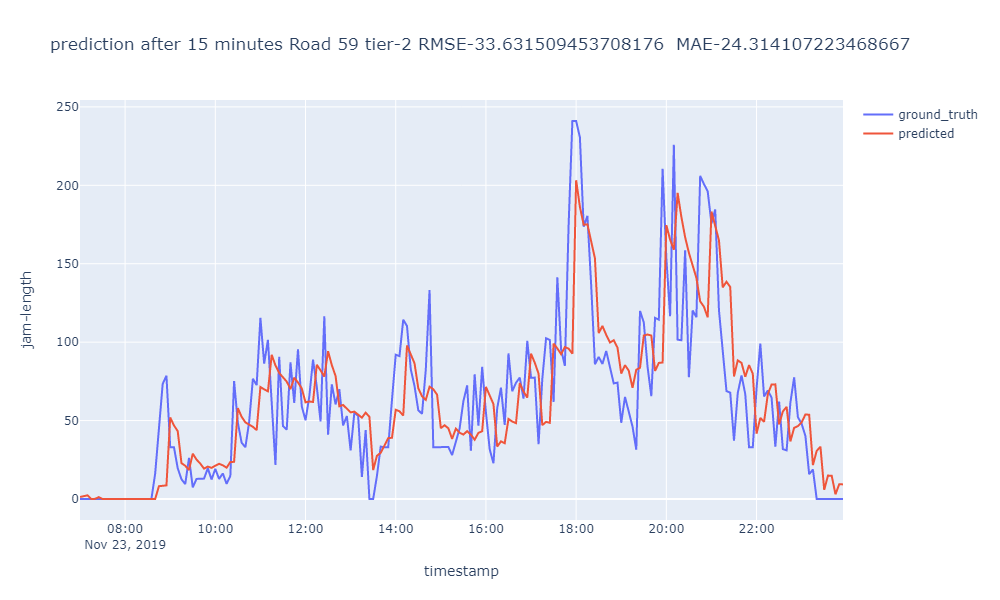 prediction after 15 minutes Road 59 tier-2 RMSE-33.631509453708176  MAE-24.314107223468667
250
200
150
100
50
0
jam-length
08:00
10:00
12:00
14:00
16:00
18:00
20:00
22:00
Nov 23, 2019
timestamp
ground_truth
predicted